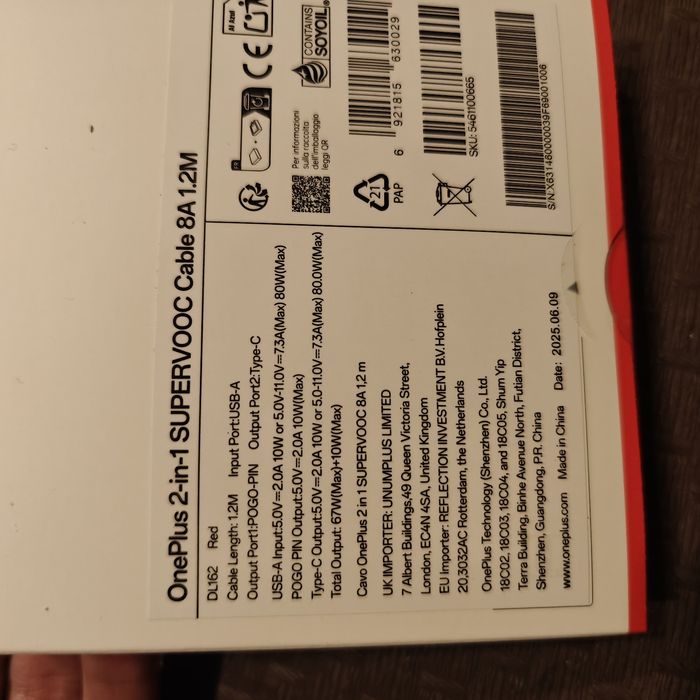 OnePlus 2-in-1 SUPERVOOC Cable 8A 1.2M
DL162 Red
Cable Length: 1.2M Input Port:USB-A
Output Port1:POGO-PIN Output Port2:Type-C
USB-A Input:5.0V⎓2.0A 10W or 5.0V-11.0V⎓7.3A(Max) 80W(Max)
POGO PIN Output:5.0V⎓2.0A 10W(Max)
Type-C Output:5.0V⎓2.0A 10W or 5.0-11.0V⎓7.3A(Max) 80.0W(Max)
Total Output: 67W(Max)+10W(Max)
Cavo OnePlus 2 in 1 SUPERVOOC 8A 1,2 m
UK IMPORTER: UNUMPLUS LIMITED
7 Albert Buildings,49 Queen Victoria Street,
London, EC4N 4SA, United Kingdom
EU Importer: REFLECTION INVESTMENT B.V.Hofplein
20,3032AC Rotterdam, the Netherlands
OnePlus Technology (Shenzhen) Co., Ltd.
18C02, 18C03, 18C04, and 18C05, Shum Yip
Terra Building, Binhe Avenue North, Futian District,
Shenzhen, Guangdong, P.R. China
www.oneplus.com Made in China Date: 2025.06.09
FR
CE
CONTAINS
SOYOIL®
Per informazioni
sulla raccolta
dell'imballaggio
leggi QR
21
PAP
6 921815 630029
SKU: 5461100665
S/N:X631480000039F69001006